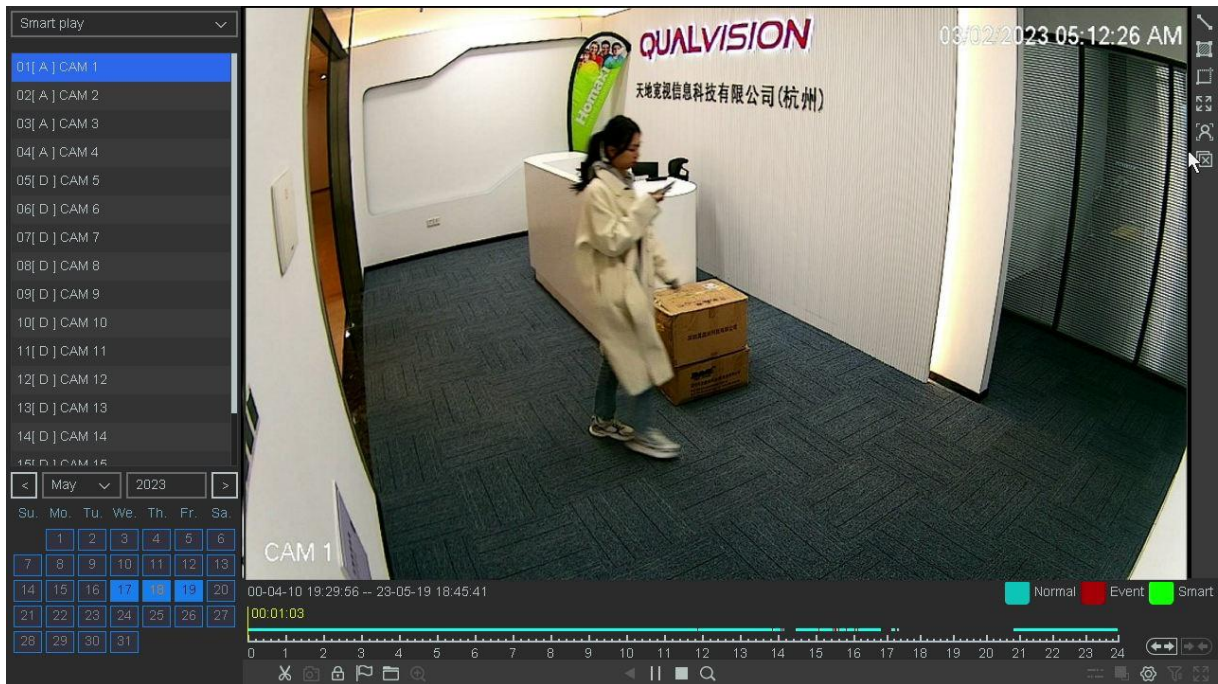 Smart play
01[ A ] CAM 1
02[ A ] CAM 2
03[ A ] CAM 3
04[ A ] CAM 4
05[ D ] CAM 5
06[ D ] CAM 6
07[ D ] CAM 7
08[ D ] CAM 8
09[ D ] CAM 9
10[ D ] CAM 10
11[ D ] CAM 11
12[ D ] CAM 12
13[ D ] CAM 13
14[ D ] CAM 14
15[ D ] CAM 15
< May 2023 >
Su. Mo. Tu. We. Th. Fr. Sa.
1 2 3 4 5 6
7 8 9 10 11 12 13
14 15 16 17 18 19 20
21 22 23 24 25 26 27
28 29 30 31
QUALVISION
03/02/2023 05:12:26 AM
天地宽视信息科技有限公司(杭州)
Homaxi
CAM 1
00-04-10 19:29:56 -- 23-05-19 18:45:41
Normal Event Smart
00:01:03
0 1 2 3 4 5 6 7 8 9 10 11 12 13 14 15 16 17 18 19 20 21 22 23 24